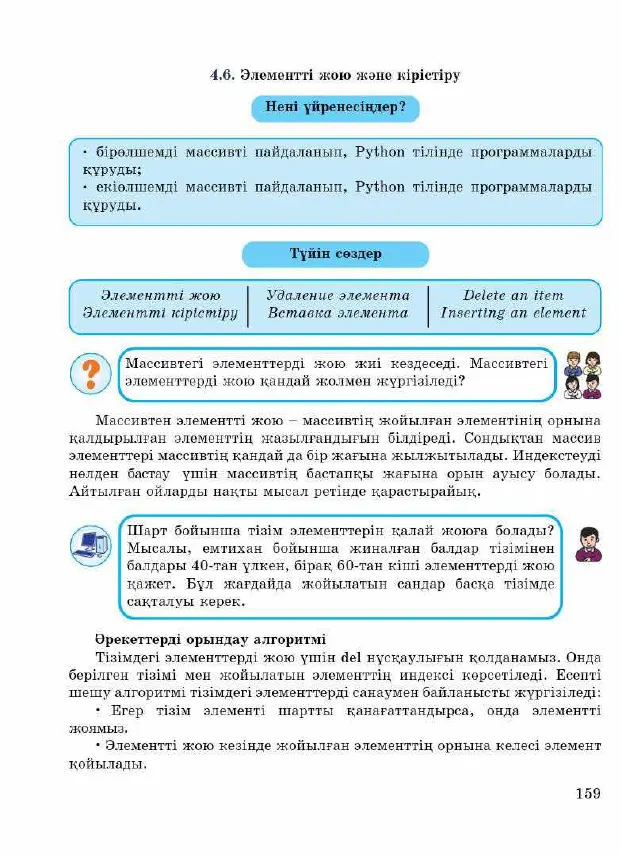 4.6. Элементті жою және кірістіру
Нені үйренесіңдер?
• бірөлшемді массивті пайдаланып, Python тілінде программаларды
құруды;
• екіөлшемді массивті пайдаланып, Python тілінде программаларды
құруды.
Түйін сөздер
Элементті жою
Элементті кірістіру
Удаление элемента
Вставка элемента
Delete an item
Inserting an element
?
Массивтегі элементтерді жою жиі кездеседі. Массивтегі
элементтерді жою қандай жолмен жүргізіледі?
Массивтен элементті жою – массивтің жойылған элементінің орнына
қалдырылған элементтің жазылғандығын білдіреді. Сондықтан массив
элементтері массивтің қандай да бір жағына жылжытылады. Индекстеуді
нөлден бастау үшін массивтің бастапқы жағына орын ауысу болады.
Айтылған ойларды нақты мысал ретінде қарастырайық.
Шарт бойынша тізім элементтерін қалай жоюға болады?
Мысалы, емтихан бойынша жиналған балдар тізімінен
балдары 40-тан үлкен, бірақ 60-тан кіші элементтерді жою
қажет. Бұл жағдайда жойылатын сандар басқа тізімде
сақталуы керек.
Әрекеттерді орындау алгоритмі
Тізімдегі элементтерді жою үшін del нұсқаулығын қолданамыз. Онда
берілген тізімі мен жойылатын элементтің индексі көрсетіледі. Есепті
шешу алгоритмі тізімдегі элементтерді санаумен байланысты жүргізіледі:
• Егер тізім элементі шартты қанағаттандырса, онда элементті
жоямыз.
• Элементті жою кезінде жойылған элементтің орнына келесі элемент
қойылады.
159